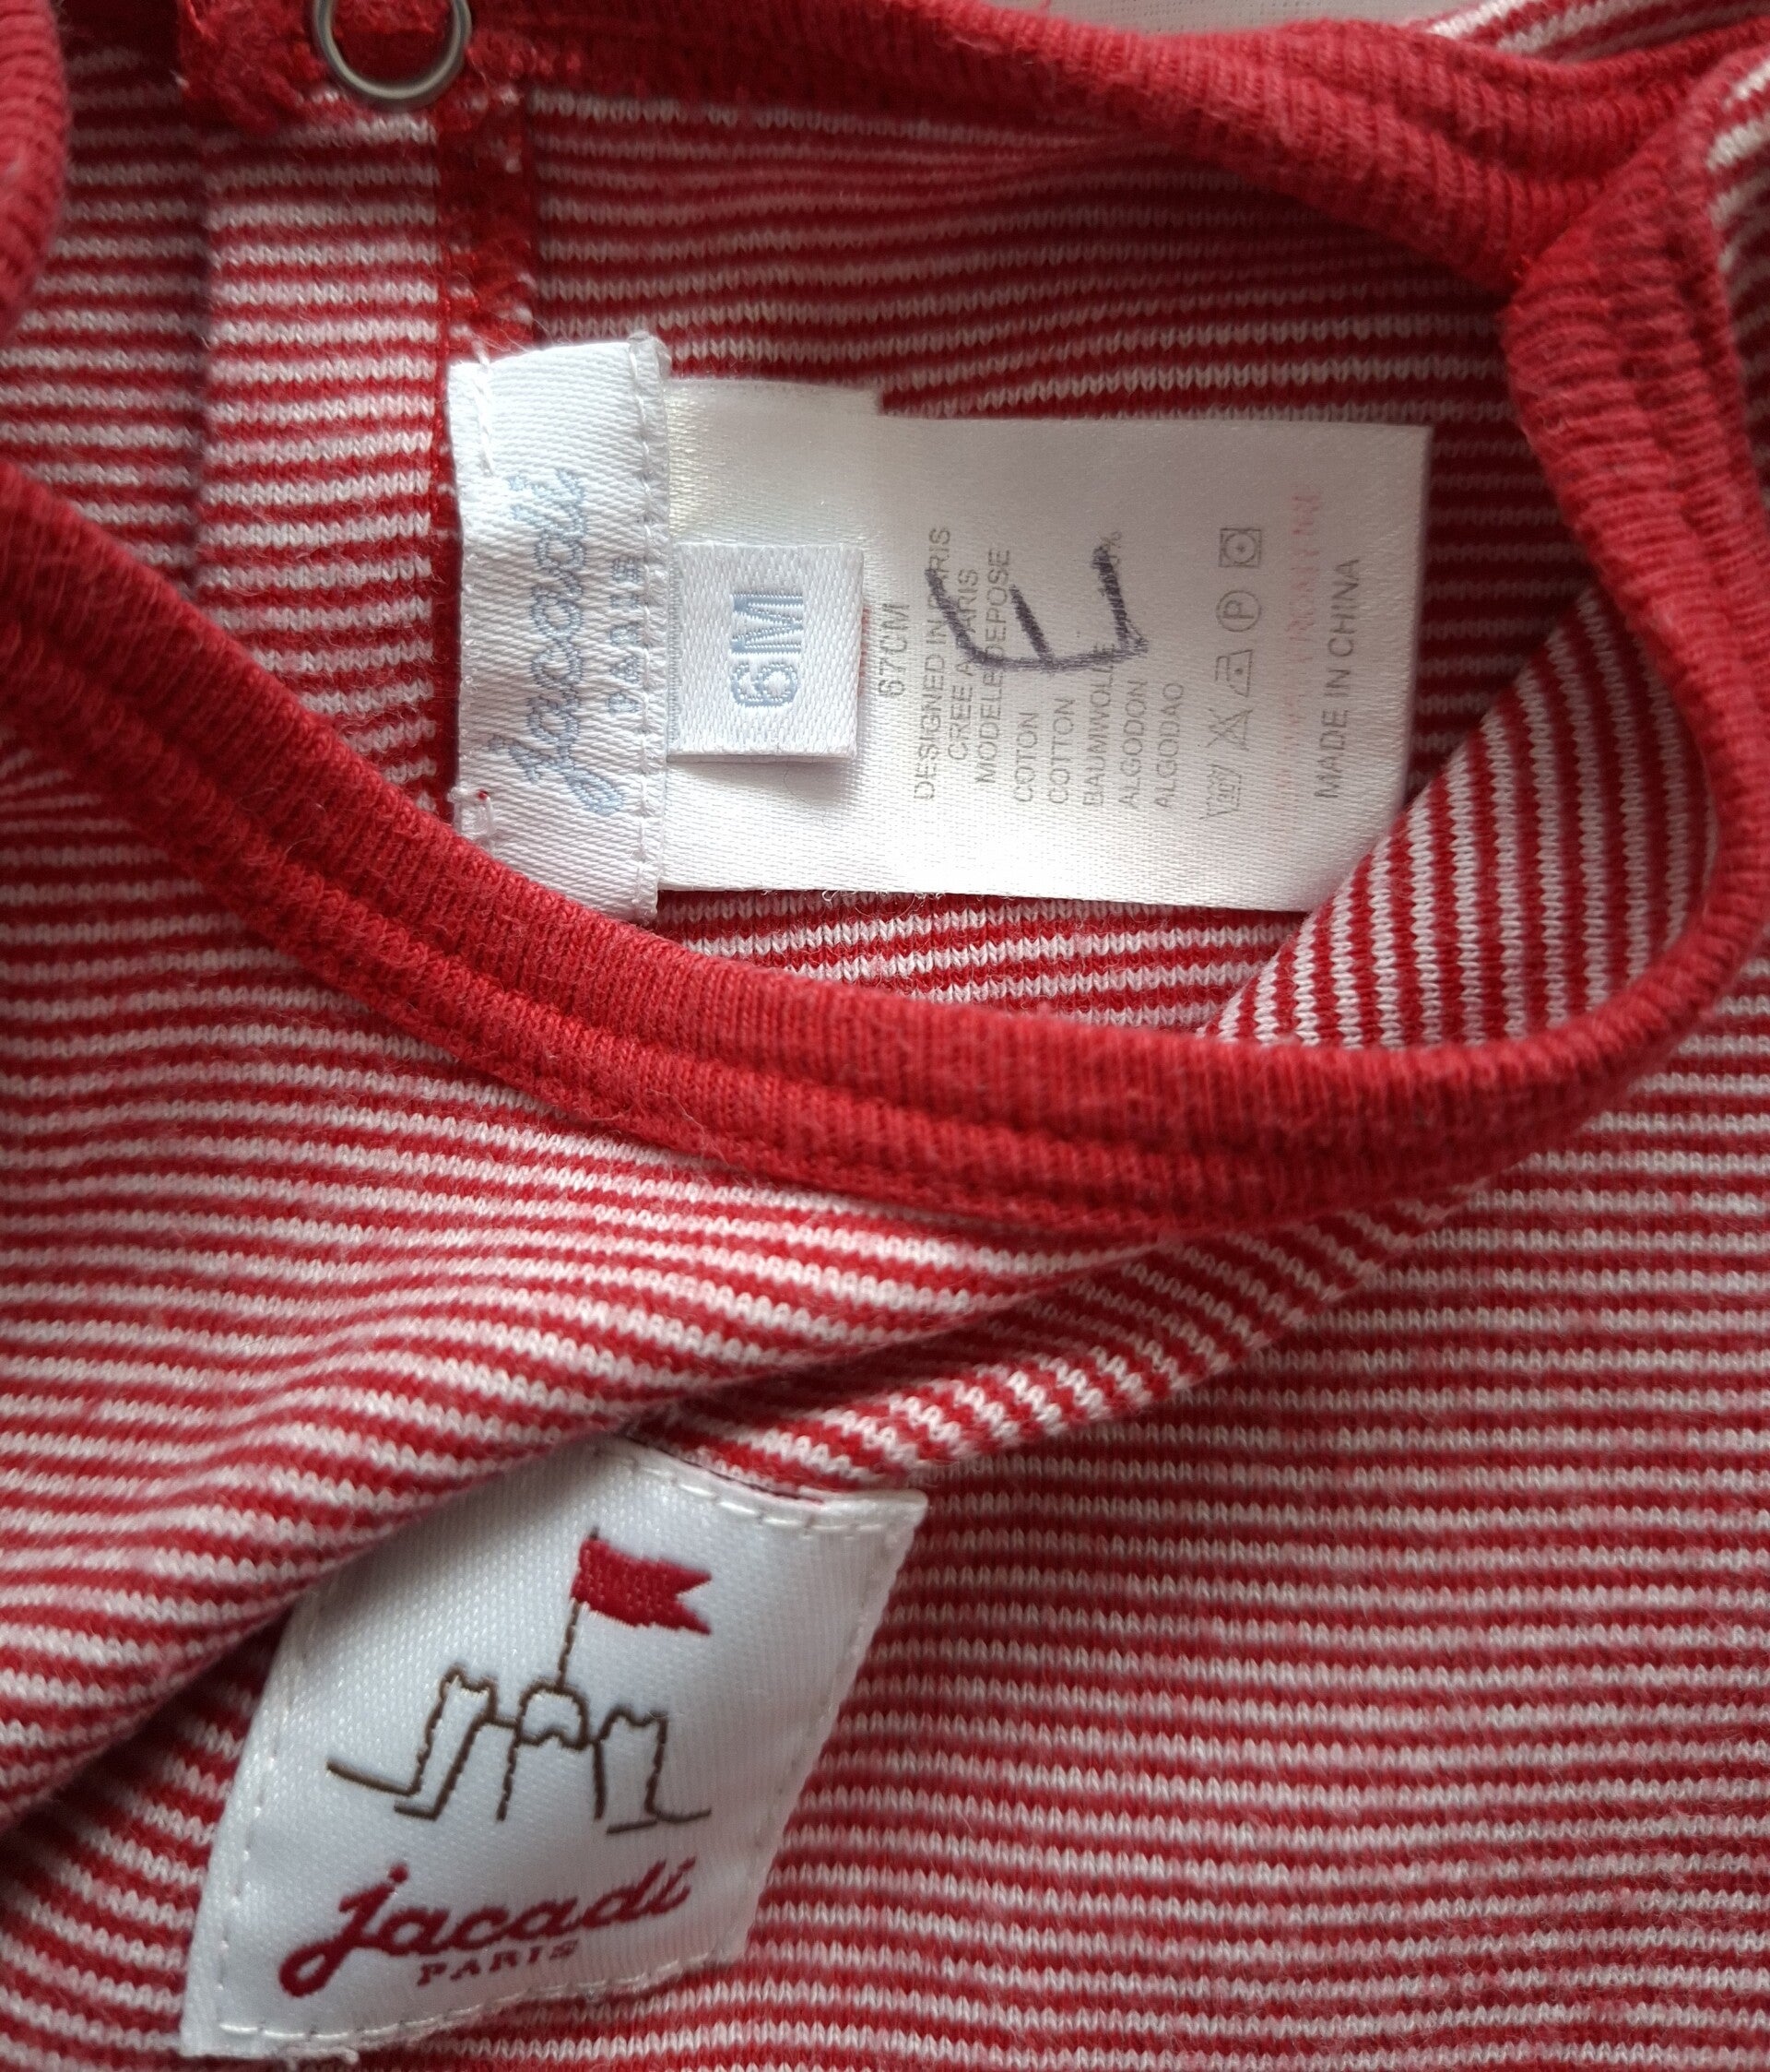 jacadi
PARIS
6M
67CM
DESIGNED IN PARIS
CREE A PARIS
MODELE DEPOSE
E
%
COTON
COTTON
BAUMWOLLE
ALGODON
ALGODAO
P
MADE IN CHINA
jacadi
PARIS